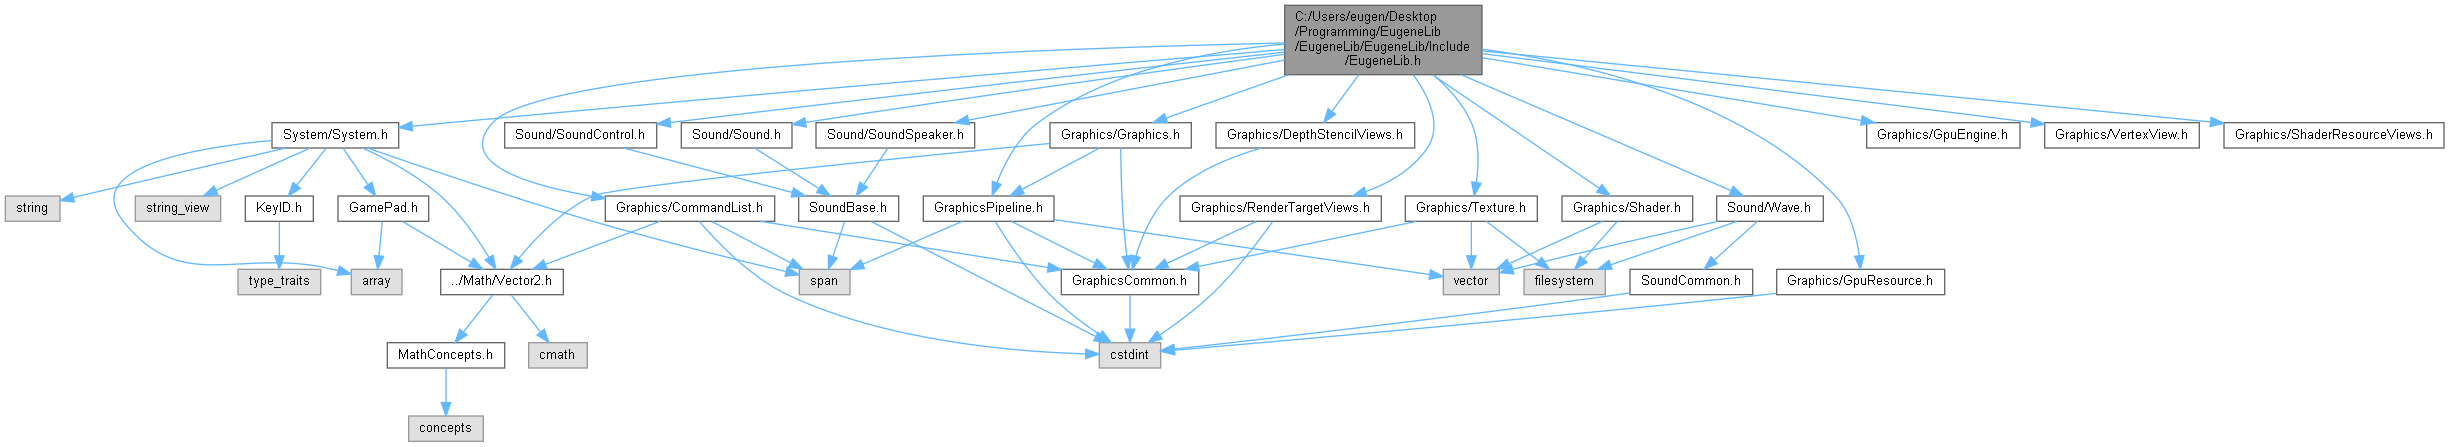 C:/Users/eugen/Desktop
/Programming/EugeneLib
/EugeneLib/EugeneLib/Include
/EugeneLib.h
System/System.h
Sound/SoundControl.h
Sound/Sound.h
Sound/SoundSpeaker.h
Graphics/Graphics.h
Graphics/DepthStencilViews.h
Graphics/GpuEngine.h
Graphics/VertexView.h
Graphics/ShaderResourceViews.h
string
string_view
KeyID.h
GamePad.h
Graphics/CommandList.h
SoundBase.h
GraphicsPipeline.h
Graphics/RenderTargetViews.h
Graphics/Texture.h
Graphics/Shader.h
Sound/Wave.h
type_traits
array
../Math/Vector2.h
span
GraphicsCommon.h
vector
filesystem
SoundCommon.h
Graphics/GpuResource.h
MathConcepts.h
cmath
cstdint
concepts